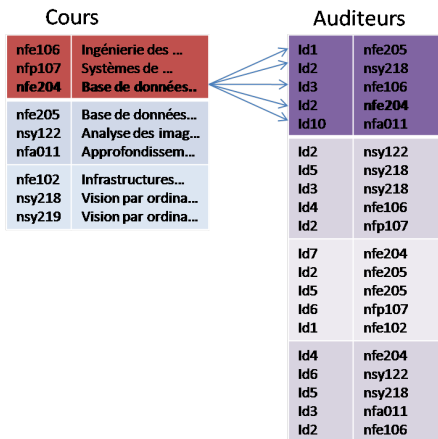 Cours
nfe106 Ingénierie des ...
nfp107 Systèmes de ...
nfe204 Base de données..
nfe205 Base de données...
nsy122 Analyse des imag...
nfa011 Approfondissem...
nfe102 Infrastructures...
nsy218 Vision par ordina...
nsy219 Vision par ordina...
Auditeurs
Id1 nfe205
Id2 nsy218
Id3 nfe106
Id2 nfe204
Id10 nfa011
Id2 nsy122
Id5 nsy218
Id3 nsy218
Id4 nfe106
Id2 nfp107
Id7 nfe204
Id2 nfe205
Id5 nfe205
Id6 nfp107
Id1 nfe102
Id4 nfe204
Id6 nsy122
Id5 nsy218
Id3 nfa011
Id2 nfe106